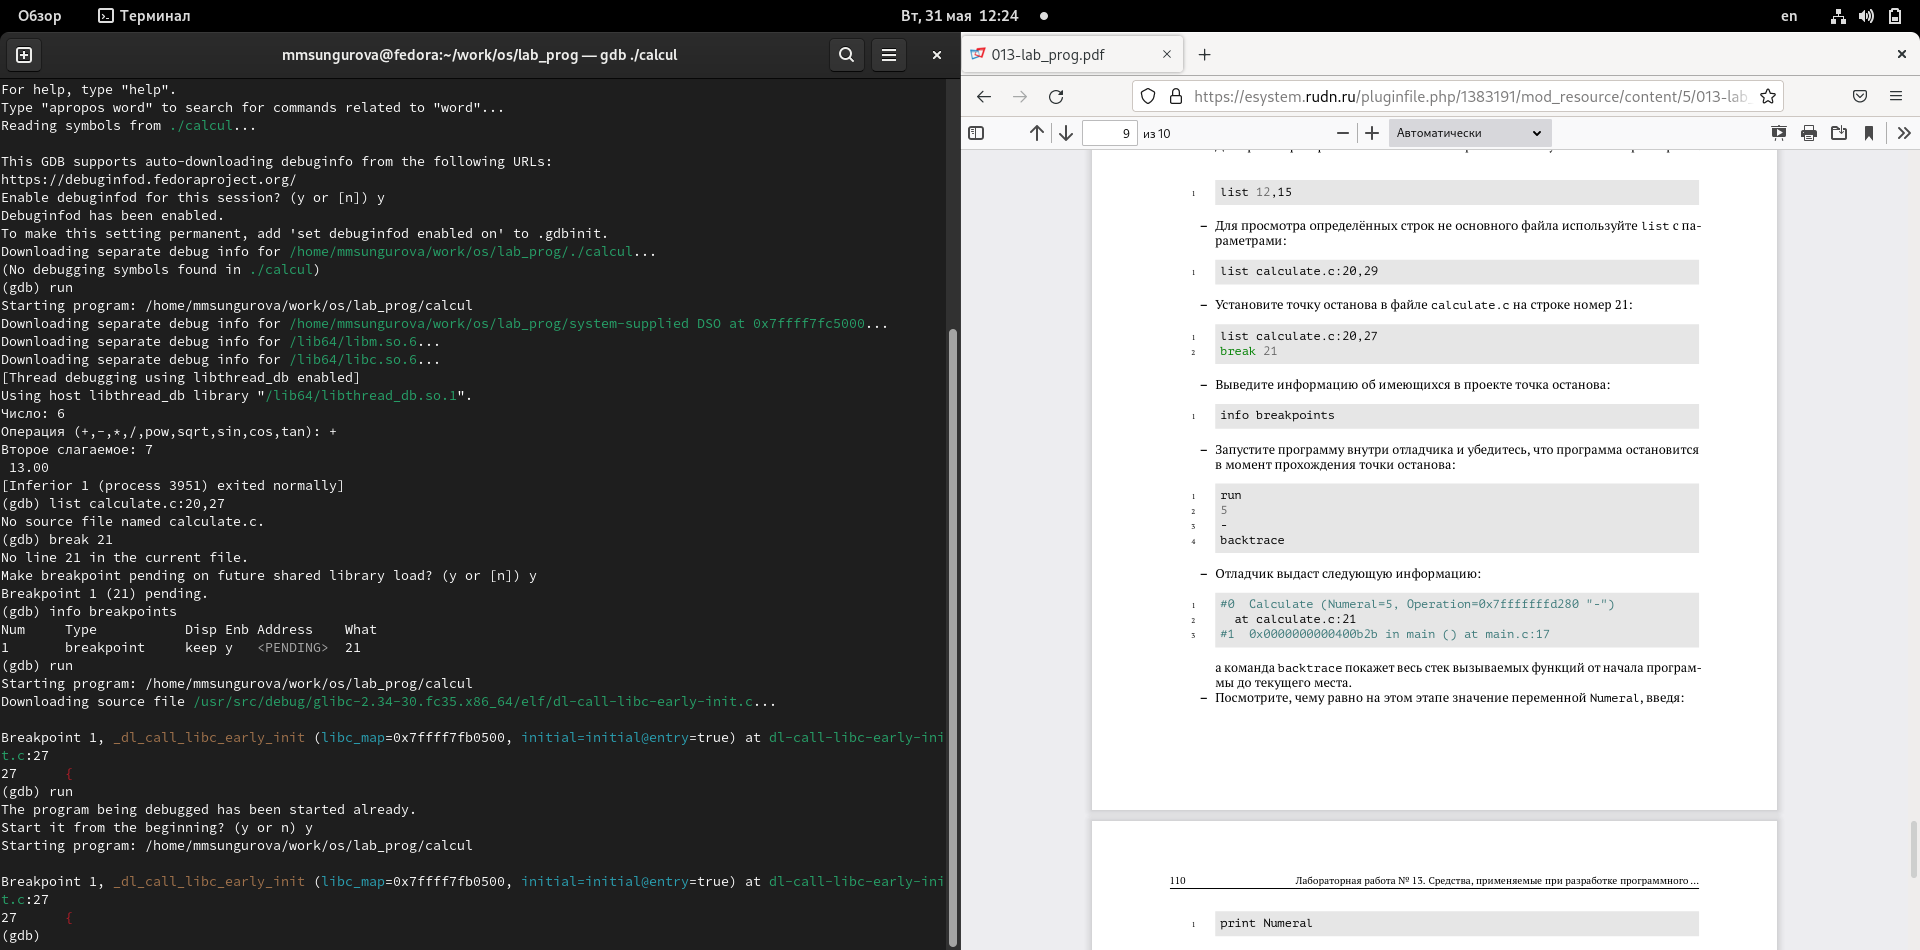 Обзор
Терминал
Вт, 31 мая 12:24
en
mmsungurova@fedora:~/work/os/lab_prog — gdb ./calcul
For help, type "help".
Type "apropos word" to search for commands related to "word"...
Reading symbols from ./calcul...
This GDB supports auto-downloading debuginfo from the following URLs:
https://debuginfod.fedoraproject.org/
Enable debuginfod for this session? (y or [n]) y
Debuginfod has been enabled.
To make this setting permanent, add 'set debuginfod enabled on' to .gdbinit.
Downloading separate debug info for /home/mmsungurova/work/os/lab_prog/./calcul...
(No debugging symbols found in ./calcul)
(gdb) run
Starting program: /home/mmsungurova/work/os/lab_prog/calcul
Downloading separate debug info for /home/mmsungurova/work/os/lab_prog/system-supplied DSO at 0x7ffff7fc5000...
Downloading separate debug info for /lib64/libm.so.6...
Downloading separate debug info for /lib64/libc.so.6...
[Thread debugging using libthread_db enabled]
Using host libthread_db library "/lib64/libthread_db.so.1".
Число: 6
Операция (+,-,*,/,pow,sqrt,sin,cos,tan): +
Второе слагаемое: 7
13.00
[Inferior 1 (process 3951) exited normally]
(gdb) list calculate.c:20,27
No source file named calculate.c.
(gdb) break 21
No line 21 in the current file.
Make breakpoint pending on future shared library load? (y or [n]) y
Breakpoint 1 (21) pending.
(gdb) info breakpoints
Num Type Disp Enb Address What
1 breakpoint keep y <PENDING> 21
(gdb) run
Starting program: /home/mmsungurova/work/os/lab_prog/calcul
Downloading source file /usr/src/debug/glibc-2.34-30.fc35.x86_64/elf/dl-call-libc-early-init.c...
Breakpoint 1, _dl_call_libc_early_init (libc_map=0x7ffff7fb0500, initial=initial@entry=true) at dl-call-libc-early-ini
t.c:27
27 {
(gdb) run
The program being debugged has been started already.
Start it from the beginning? (y or n) y
Starting program: /home/mmsungurova/work/os/lab_prog/calcul
Breakpoint 1, _dl_call_libc_early_init (libc_map=0x7ffff7fb0500, initial=initial@entry=true) at dl-call-libc-early-ini
t.c:27
27 {
(gdb)
013-lab_prog.pdf
https://esystem.rudn.ru/pluginfile.php/1383191/mod_resource/content/5/013-lab_
9 из 10
Автоматически
1 list 12,15
– Для просмотра определённых строк не основного файла используйте list с па-
раметрами:
1 list calculate.c:20,29
– Установите точку останова в файле calculate.c на строке номер 21:
1 list calculate.c:20,27
2 break 21
– Выведите информацию об имеющихся в проекте точка останова:
1 info breakpoints
– Запустите программу внутри отладчика и убедитесь, что программа остановится
в момент прохождения точки останова:
1 run
2 5
3 -
4 backtrace
– Отладчик выдаст следующую информацию:
1 #0 Calculate (Numeral=5, Operation=0x7fffffffd280 "-")
2 at calculate.c:21
3 #1 0x0000000000400b2b in main () at main.c:17
а команда backtrace покажет весь стек вызываемых функций от начала програм-
мы до текущего места.
– Посмотрите, чему равно на этом этапе значение переменной Numeral, введя:
110 Лабораторная работа № 13. Средства, применяемые при разработке программного ...
1 print Numeral